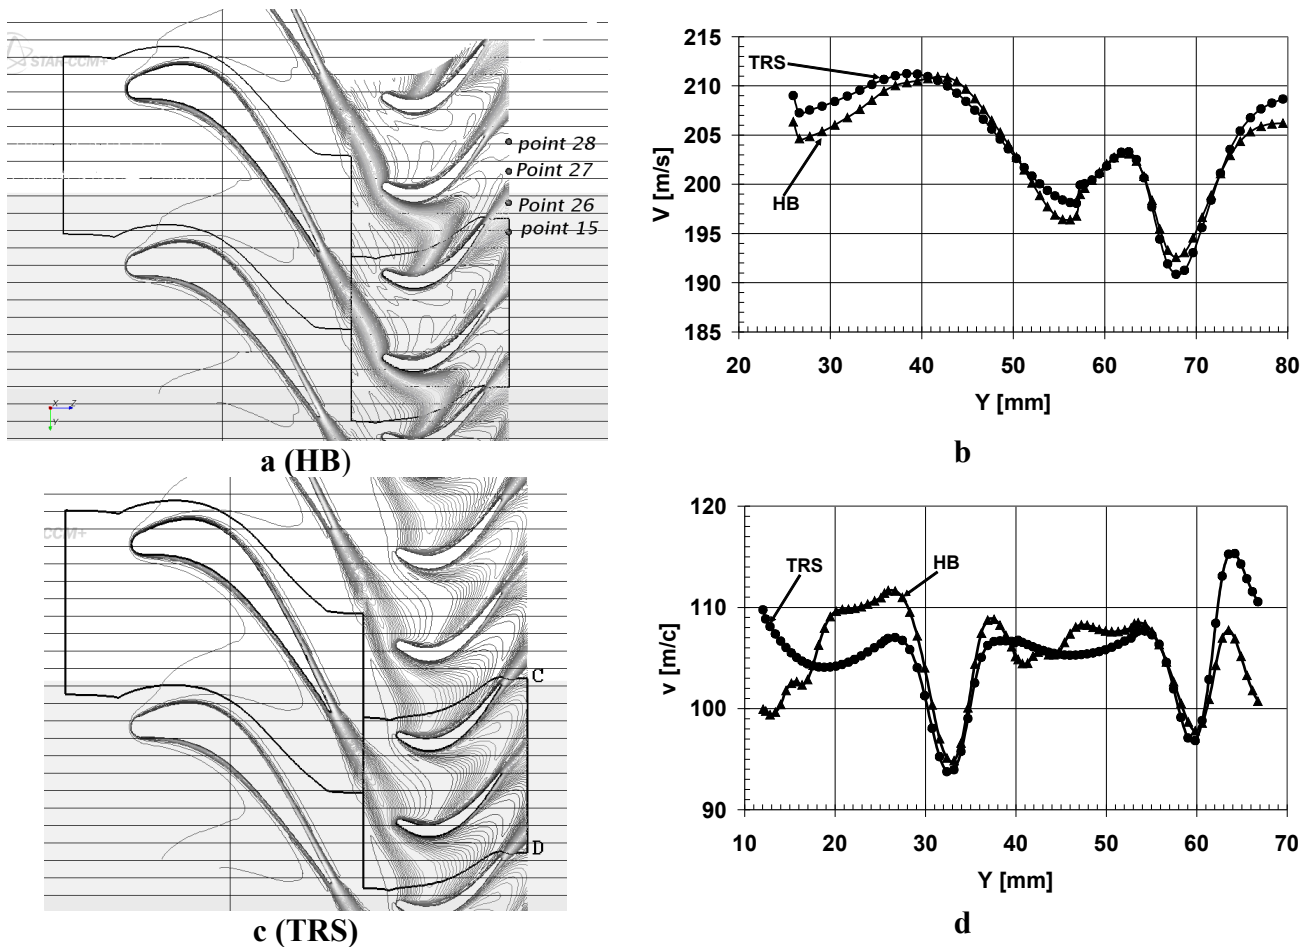 STAR-CCM+
point 28
Point 27
Point 26
point 15
X
Z
Y
a (HB)
215
210
205
200
195
190
185
V [m/s]
TRS
HB
20 30 40 50 60 70 80
Y [mm]
b
CCM+
C
D
c (TRS)
120
110
100
90
v [m/c]
TRS
HB
10 20 30 40 50 60 70
Y [mm]
d